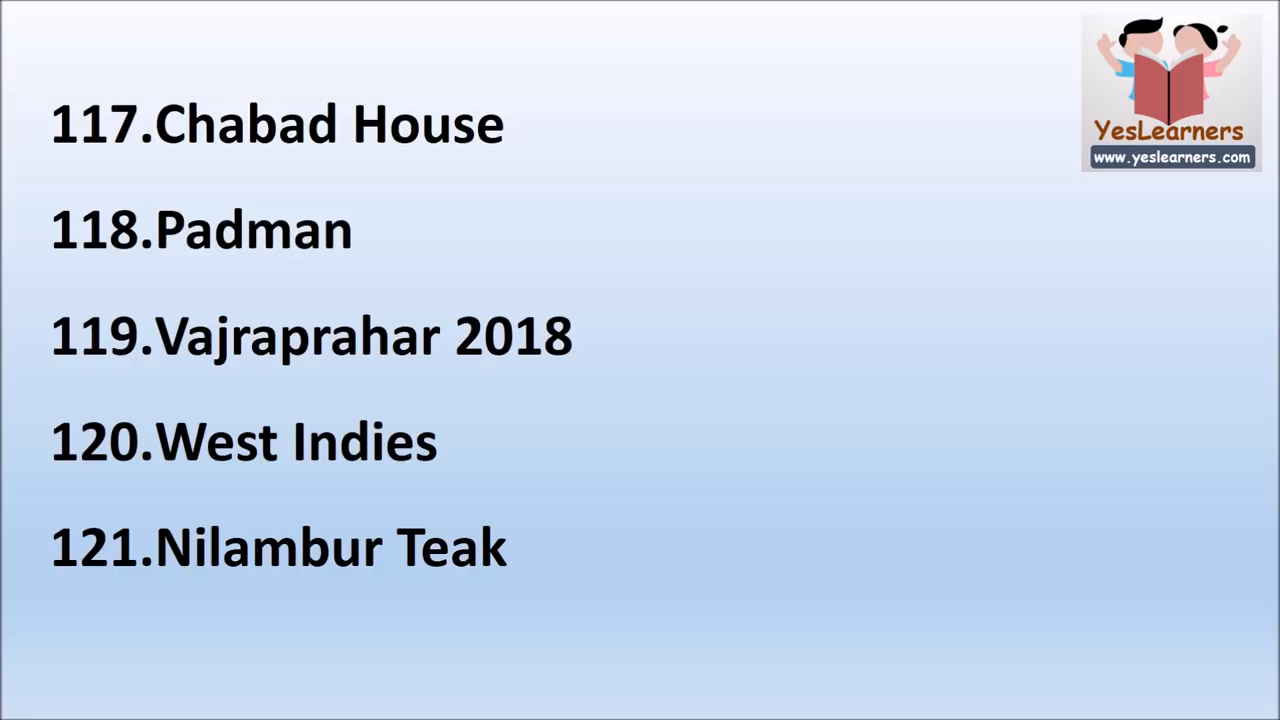 117.Chabad House
118.Padman
119.Vajraprahar 2018
120.West Indies
121.Nilambur Teak
YesLearners
www.yeslearners.com